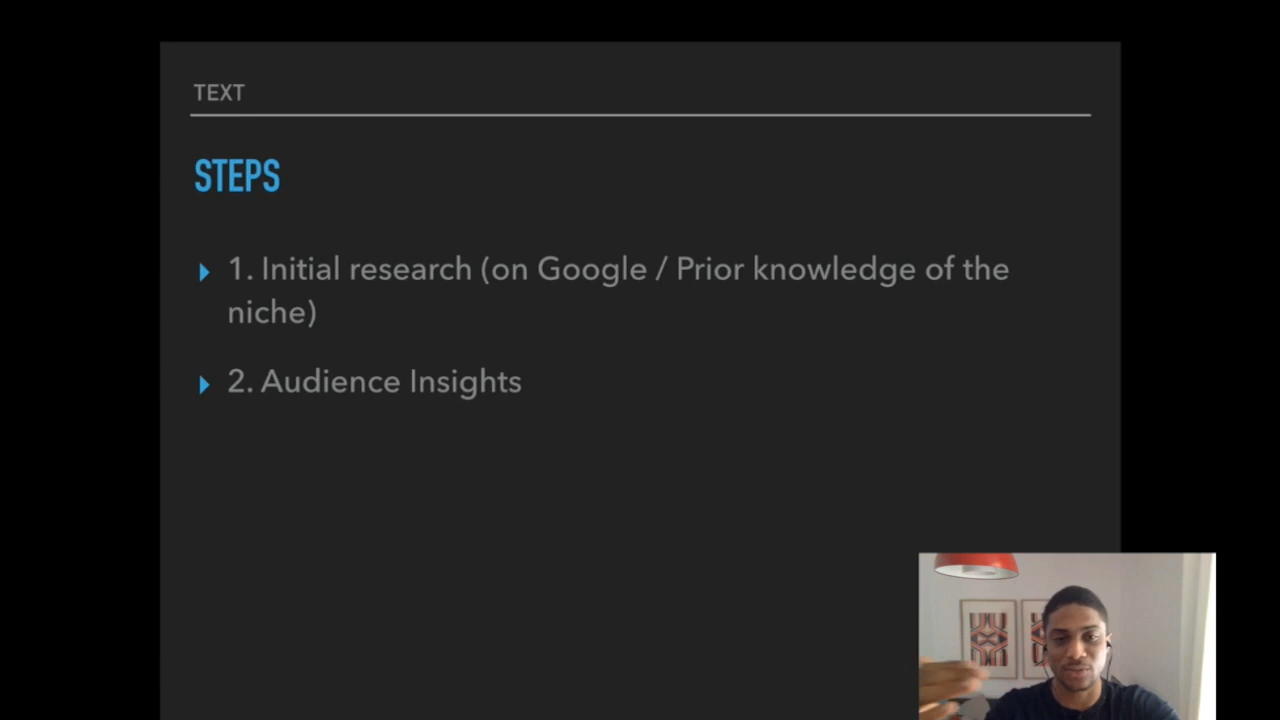 TEXT
STEPS
1. Initial research (on Google / Prior knowledge of the
niche)
2. Audience Insights